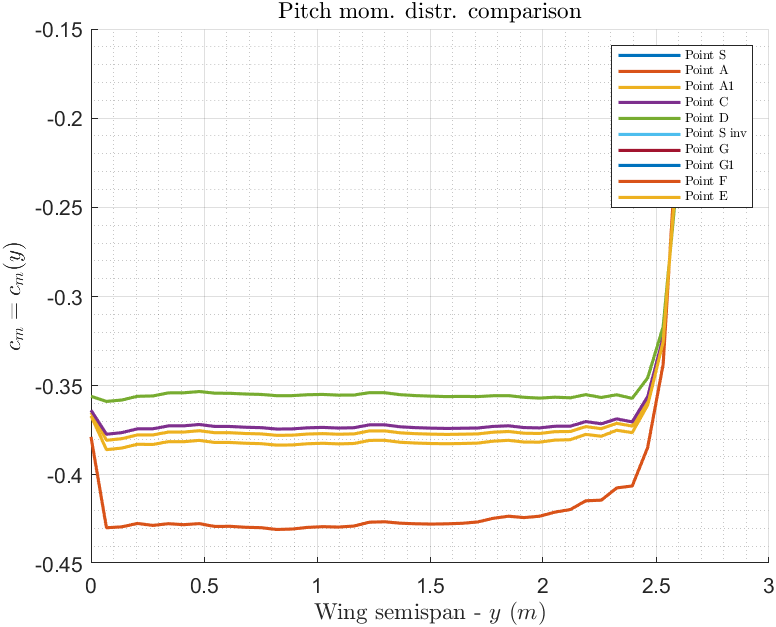 Pitch mom. distr. comparison
-0.15
-0.2
-0.25
-0.3
-0.35
-0.4
-0.45
c_m = c_m(y)
Point S
Point A
Point A1
Point C
Point D
Point S inv
Point G
Point G1
Point F
Point E
0 0.5 1 1.5 2 2.5 3
Wing semispan - y (m)